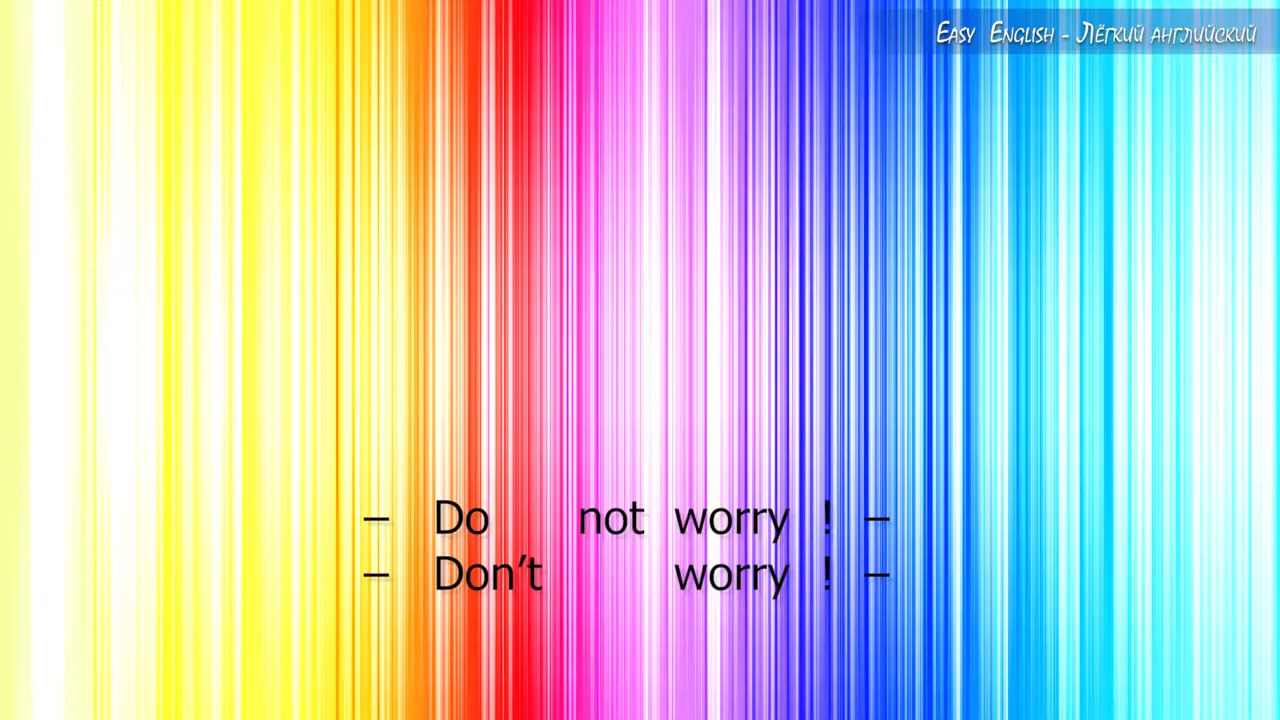 Easy English - Лёгкий английский
– Do not worry ! –
– Don’t worry ! –